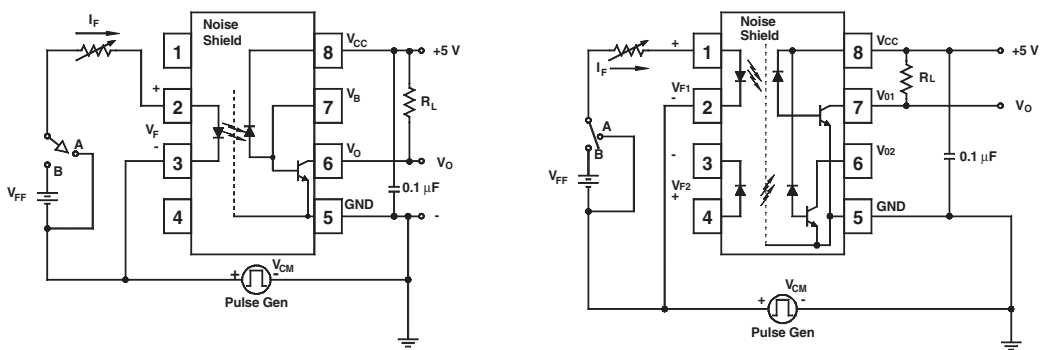 I_F
Noise
Shield
V_CC
+5 V
1
8
+
V_B
2
7
R_L
V_F
V_O
A
-
3
6
V_O
B
0.1 μF
V_FF
GND
4
5
-
V_CM
+
-
Pulse Gen
Noise
Shield
V_CC
+5 V
+
1
8
I_F
R_L
V_F1
V_01
-
2
7
V_O
A
-
V_02
B
3
6
0.1 μF
V_FF
V_F2
+
GND
4
5
V_CM
+
-
Pulse Gen